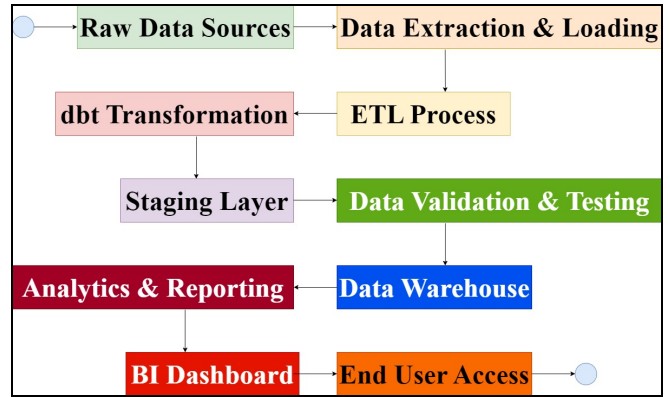 Raw Data Sources
Data Extraction & Loading
dbt Transformation
ETL Process
Staging Layer
Data Validation & Testing
Analytics & Reporting
Data Warehouse
BI Dashboard
End User Access